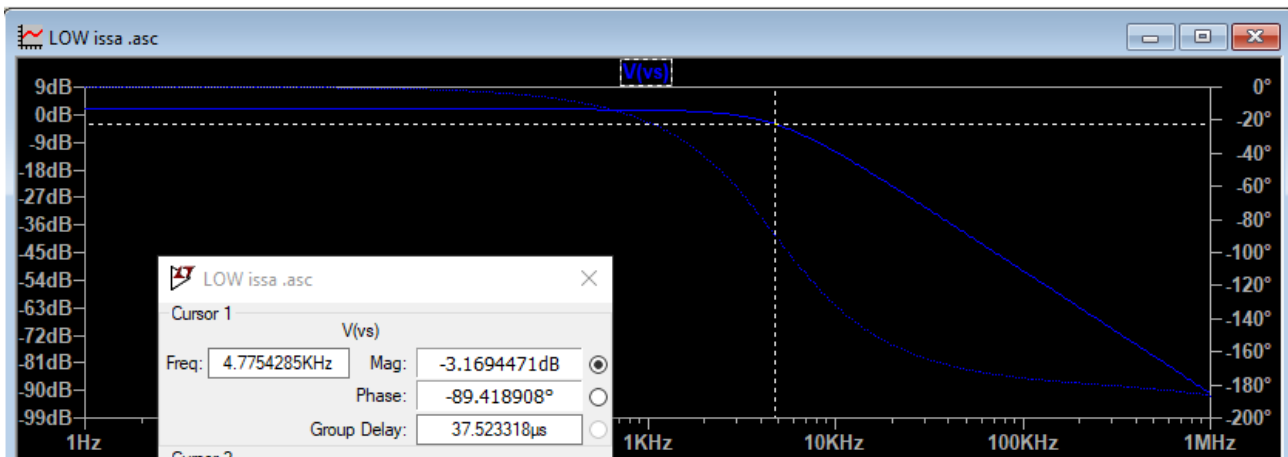 LOW issa .asc
V(vs)
9dB 0°
0dB -20°
-9dB -40°
-18dB -60°
-27dB -80°
-36dB -100°
-45dB -120°
-54dB -140°
-63dB -160°
-72dB -180°
-81dB -200°
-90dB
-99dB
1Hz 1KHz 10KHz 100KHz 1MHz
LOW issa .asc
Cursor 1
V(vs)
Freq: 4.7754285KHz Mag: -3.1694471dB
Phase: -89.418908°
Group Delay: 37.523318µs